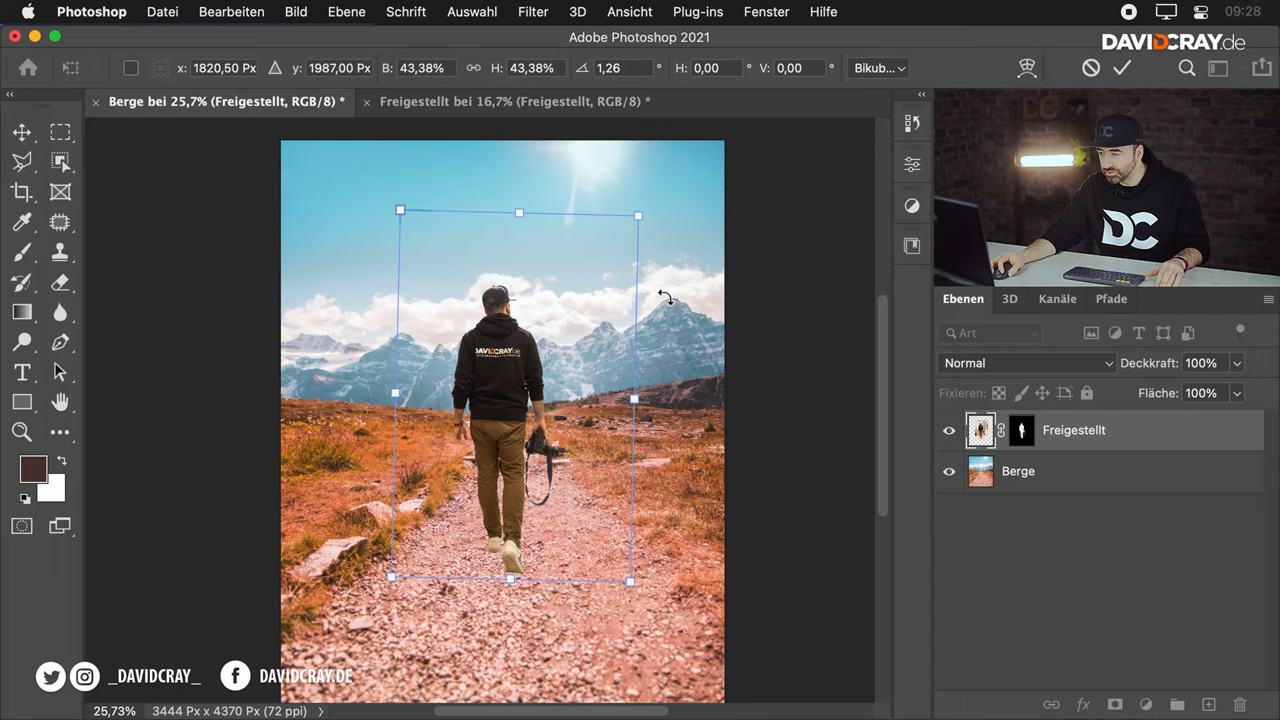 Photoshop Datei Bearbeiten Bild Ebene Schrift Auswahl Filter 3D Ansicht Plug-ins Fenster Hilfe 09:28
Adobe Photoshop 2021
DAVIDCRAY.de
x: 1820,50 Px y: 1987,00 Px B: 43,38% H: 43,38% 1,26 ° H: 0,00 ° V: 0,00 ° Bikub...
Berge bei 25,7% (Freigestellt, RGB/8) *
Freigestellt bei 16,7% (Freigestellt, RGB/8) *
DC
DC
DAVIDCRAY.de
Ebenen 3D Kanäle Pfade
Art
Normal Deckkraft: 100%
Fixieren: Fläche: 100%
Freigestellt
Berge
_DAVIDCRAY_ DAVIDCRAY.DE
25,73% 3444 Px x 4370 Px (72 ppi)